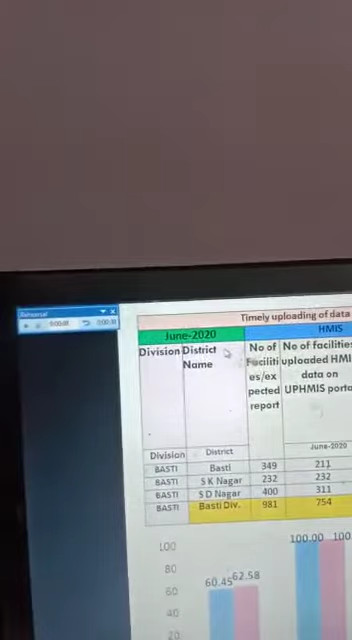 Rehearsal
Timely uploading of data
June-2020 HMIS
Division District Name No of Faciliti es/ex pected report No of facilities uploaded HMI data on UPHMIS porta
June-2020
Division District
BASTI Basti 349 211
BASTI S K Nagar 232 232
BASTI S D Nagar 400 311
BASTI Basti Div. 981 754
100.00 100
100
80
60.45 62.58
60
40
20